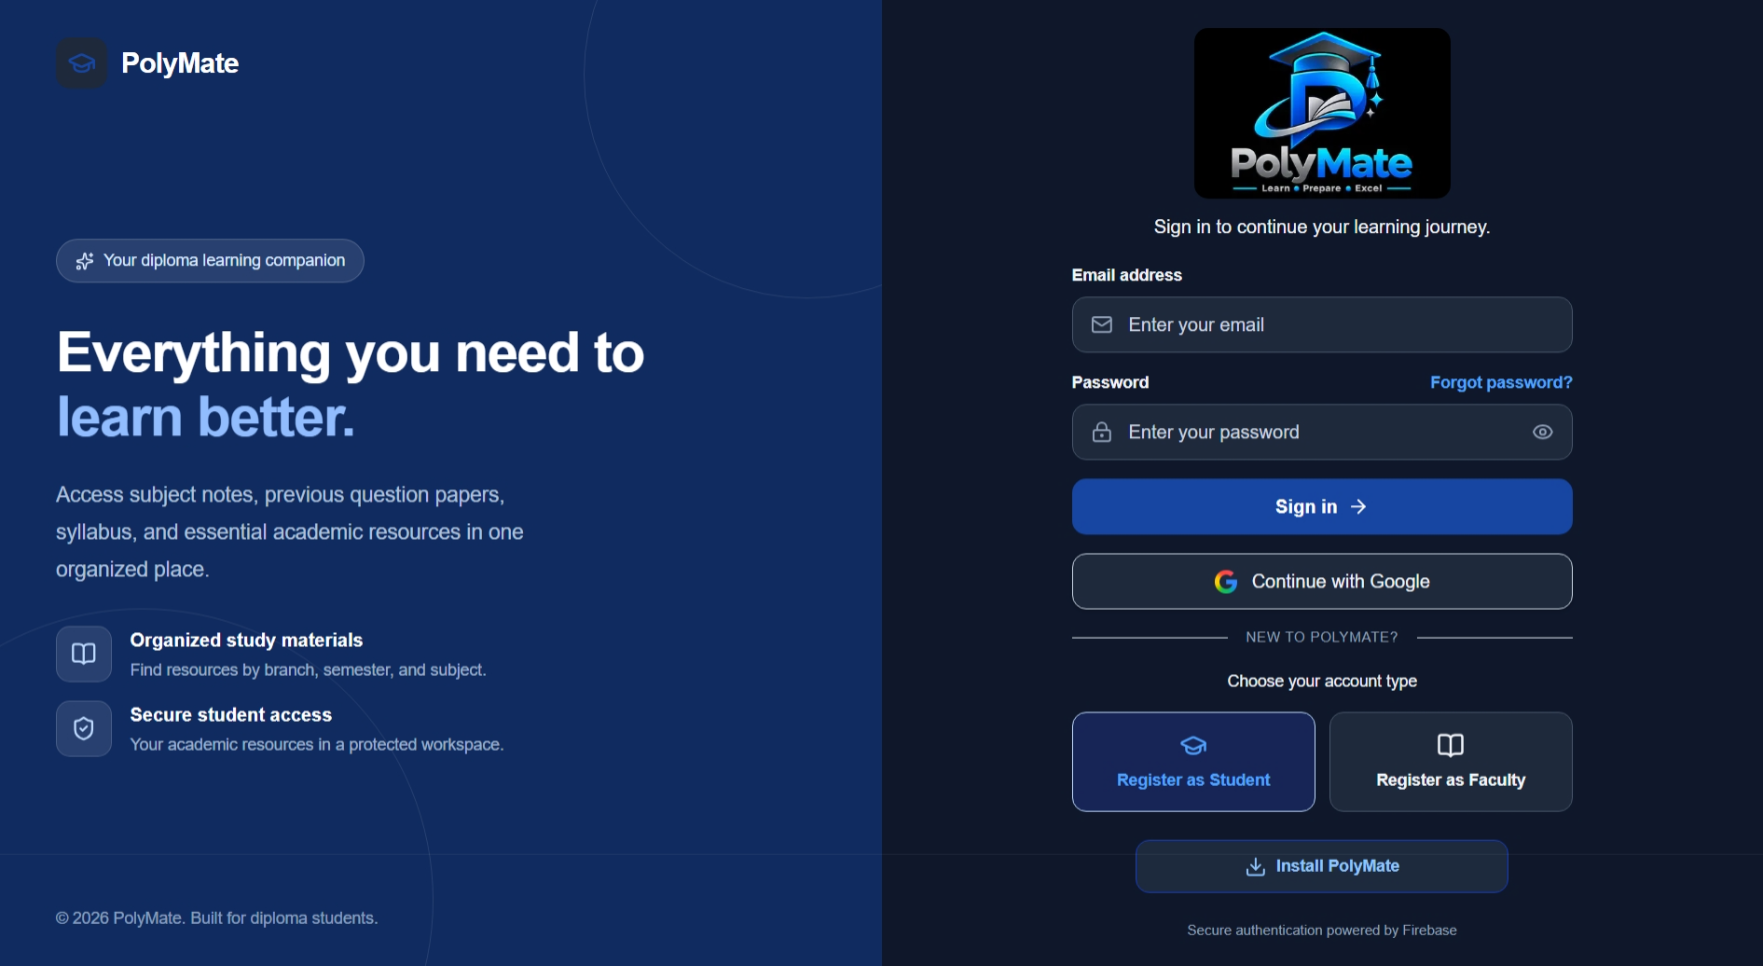 PolyMate
Your diploma learning companion
Everything you need to
learn better.
Access subject notes, previous question papers,
syllabus, and essential academic resources in one
organized place.
Organized study materials
Find resources by branch, semester, and subject.
Secure student access
Your academic resources in a protected workspace.
© 2026 PolyMate. Built for diploma students.
PolyMate
Learn • Prepare • Excel
Sign in to continue your learning journey.
Email address
Enter your email
Password Forgot password?
Enter your password
Sign in →
Continue with Google
NEW TO POLYMATE?
Choose your account type
Register as Student Register as Faculty
Install PolyMate
Secure authentication powered by Firebase